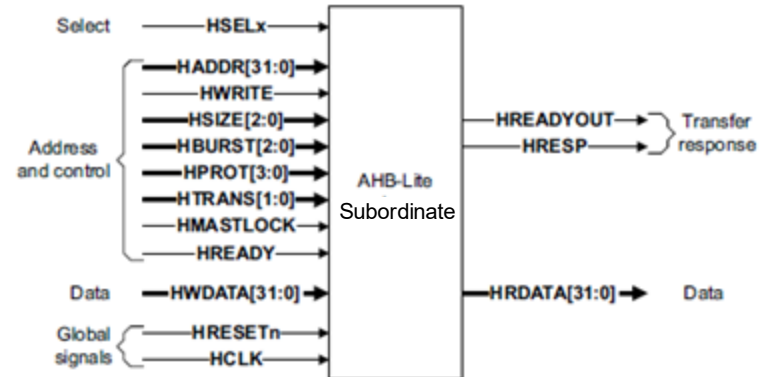 Select HSELx
HADDR[31:0]
HWRITE
HSIZE[2:0] HREADYOUT Transfer
Address HBURST[2:0] HRESP response
and control HPROT[3:0] AHB-Lite
HTRANS[1:0] Subordinate
HMASTLOCK
HREADY
Data HWDATA[31:0] HRDATA[31:0] Data
Global HRESETn
signals HCLK